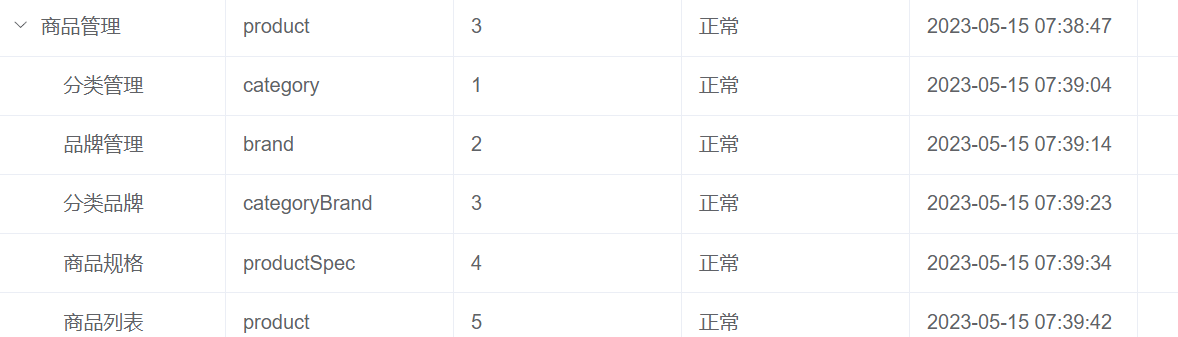 商品管理 product 3 正常 2023-05-15 07:38:47
分类管理 category 1 正常 2023-05-15 07:39:04
品牌管理 brand 2 正常 2023-05-15 07:39:14
分类品牌 categoryBrand 3 正常 2023-05-15 07:39:23
商品规格 productSpec 4 正常 2023-05-15 07:39:34
商品列表 product 5 正常 2023-05-15 07:39:42